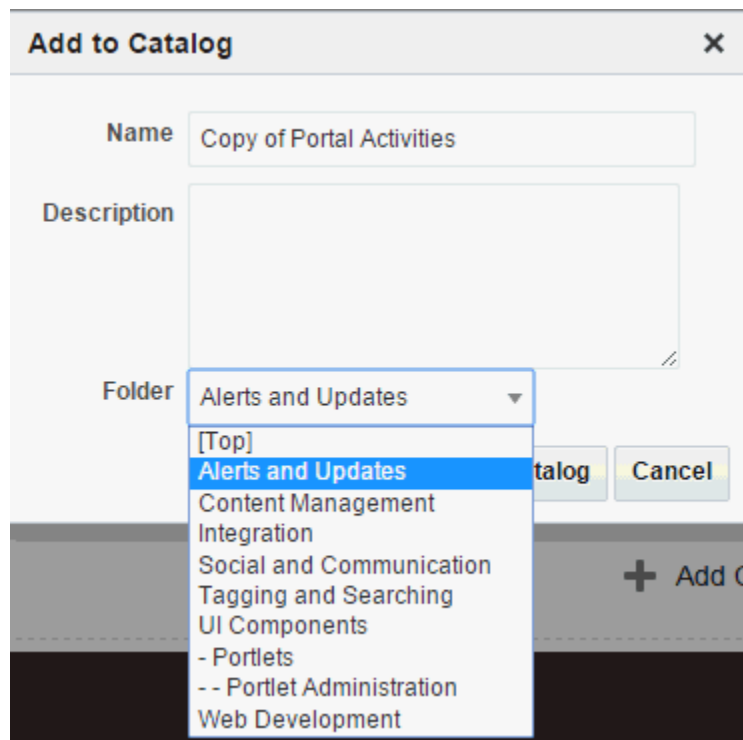 Add to Catalog ×
Name Copy of Portal Activities
Description
Folder Alerts and Updates
[Top]
Alerts and Updates
Content Management
Integration
Social and Communication
Tagging and Searching
UI Components
- Portlets
- - Portlet Administration
Web Development
talog Cancel
Add